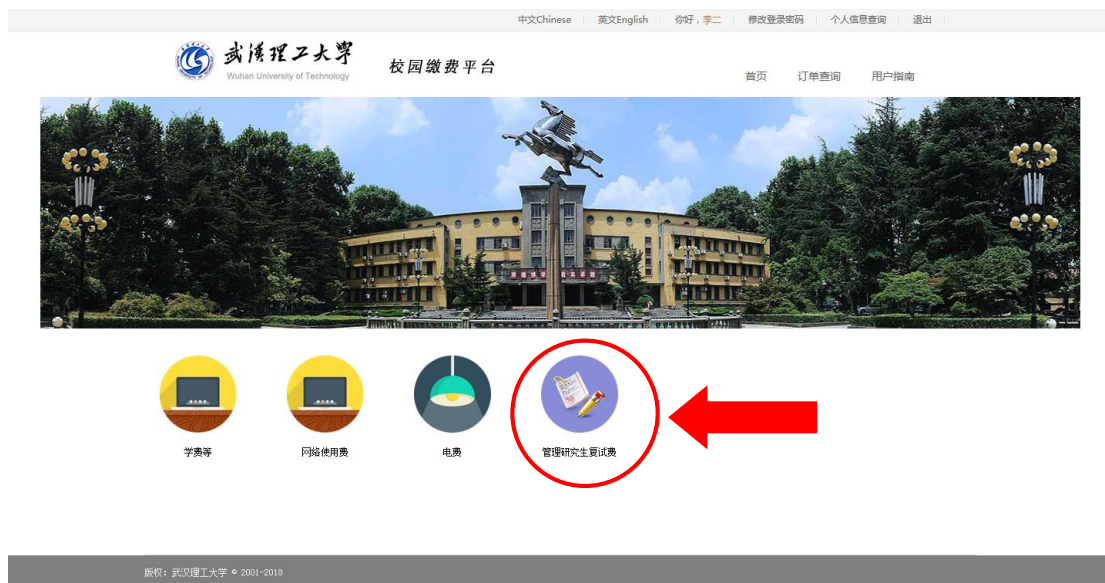 中文Chinese 英文English 你好，李二 修改登录密码 个人信息查询 退出
武汉理工大学
Wuhan University of Technology
校园缴费平台
首页 订单查询 用户指南
学费等 网络使用费 电费 管理研究生复试费
版权：武汉理工大学 © 2001-2018